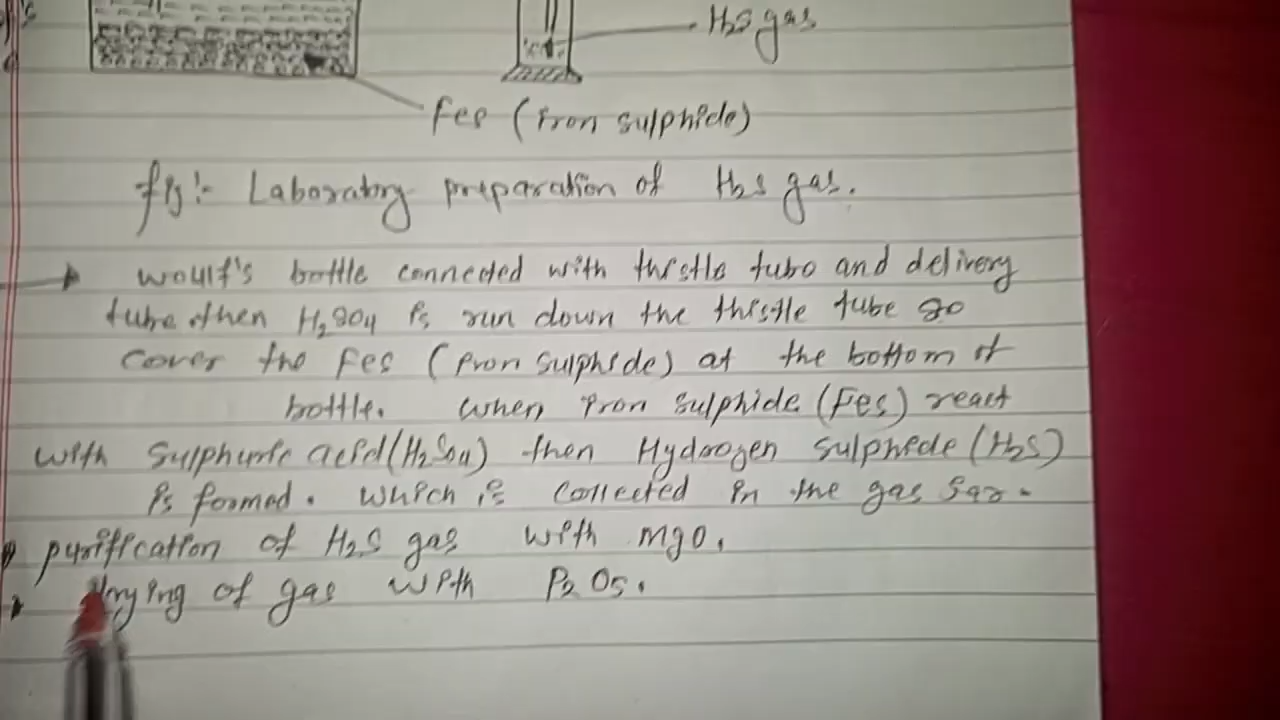 H2S gas
Fes (iron sulphide)
fig:- Laboratory preparation of H2S gas.
woulf's bottle connected with thistle tube and delivery
tube then H2SO4 is run down the thistle tube so
cover the Fes (iron sulphide) at the bottom of
bottle. when iron sulphide (Fes) react
with sulphuric acid (H2SO4) then Hydrogen sulphide (H2S)
is formed. which is collected in the gas jar.
purification of H2S gas with mgo.
drying of gas with P2O5.